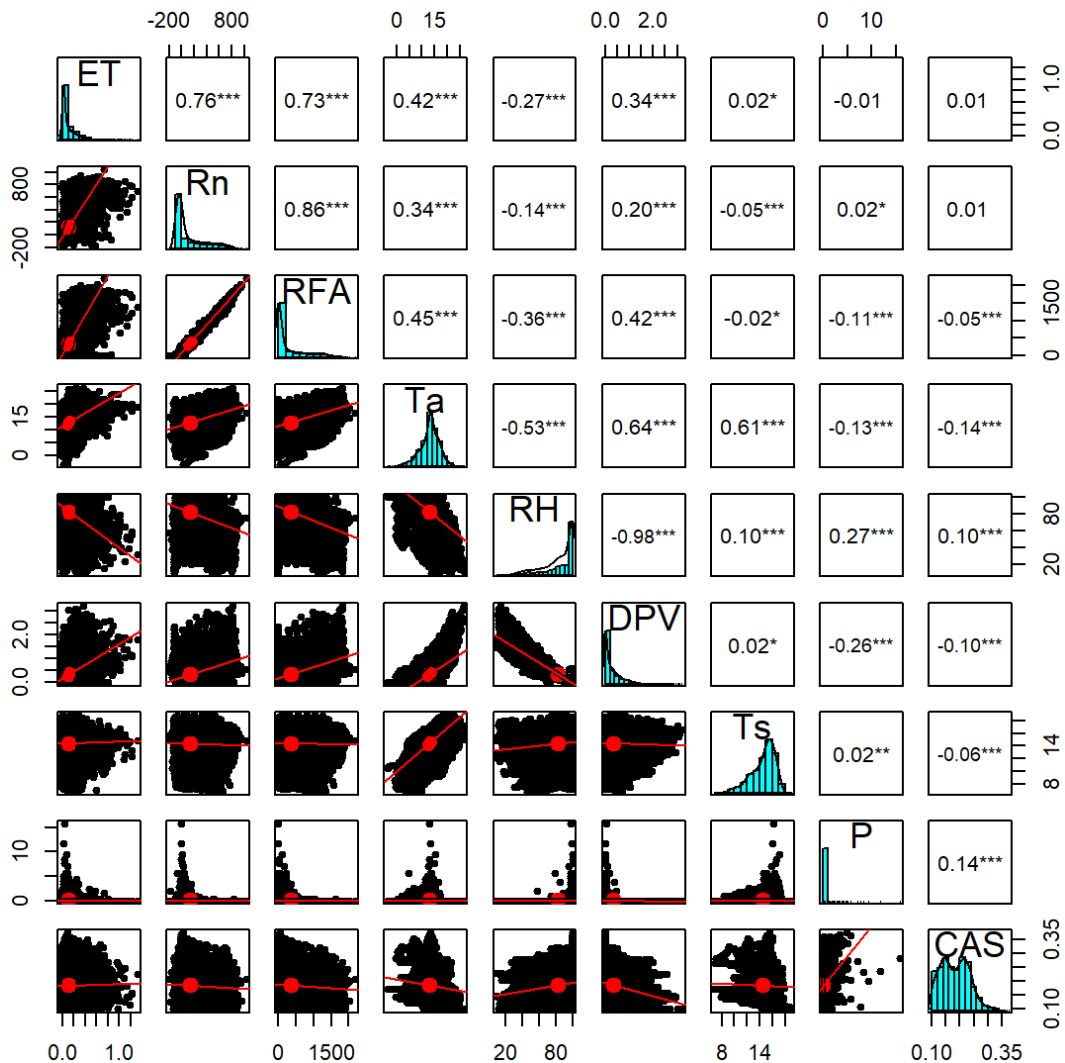 -200 800 0 15 0.0 2.0 0 10
ET 0.76*** 0.73*** 0.42*** -0.27*** 0.34*** 0.02* -0.01 0.01 0.0 1.0
-200 800 Rn 0.86*** 0.34*** -0.14*** 0.20*** -0.05*** 0.02* 0.01
RFA 0.45*** -0.36*** 0.42*** -0.02* -0.11*** -0.05*** 0 1500
0 15 Ta -0.53*** 0.64*** 0.61*** -0.13*** -0.14***
RH -0.98*** 0.10*** 0.27*** 0.10*** 20 80
0.0 2.0 DPV 0.02* -0.26*** -0.10***
Ts 0.02** -0.06*** 8 14
0 10 P 0.14***
CAS 0.10 0.35
0.0 1.0 0 1500 20 80 8 14 0.10 0.35